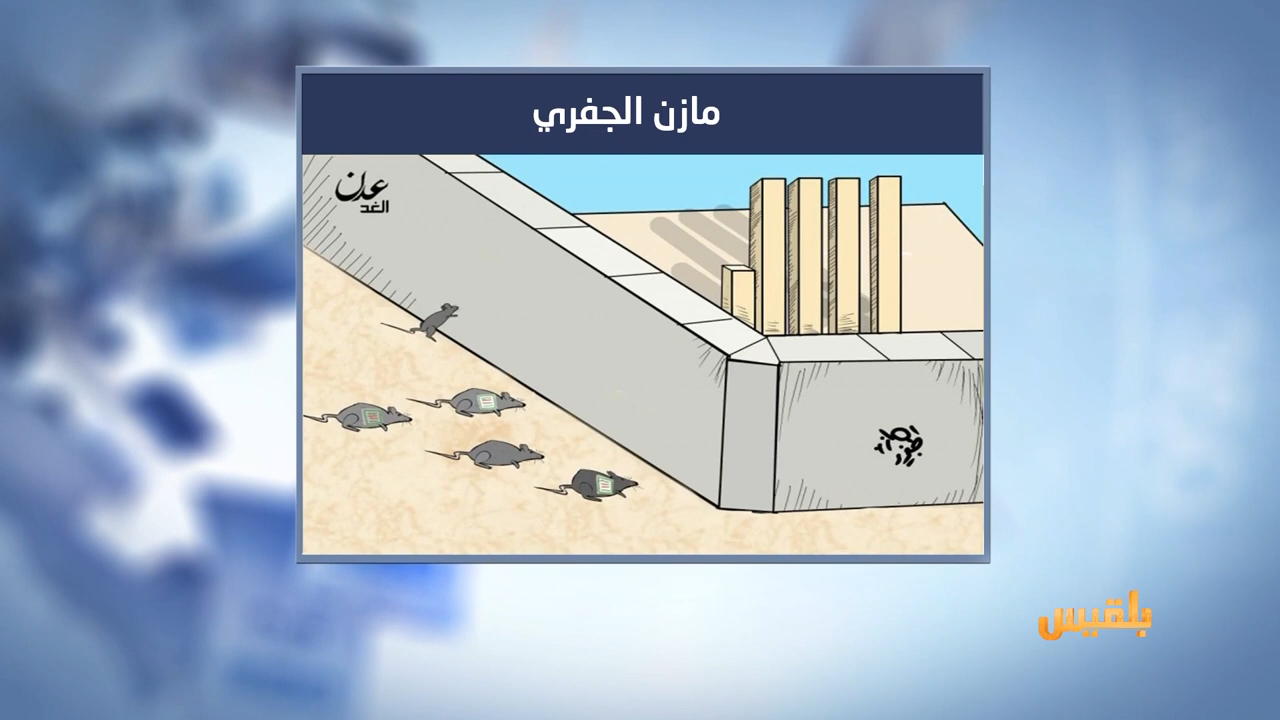 مازن الجفري
عدن
الغد
بلقيس